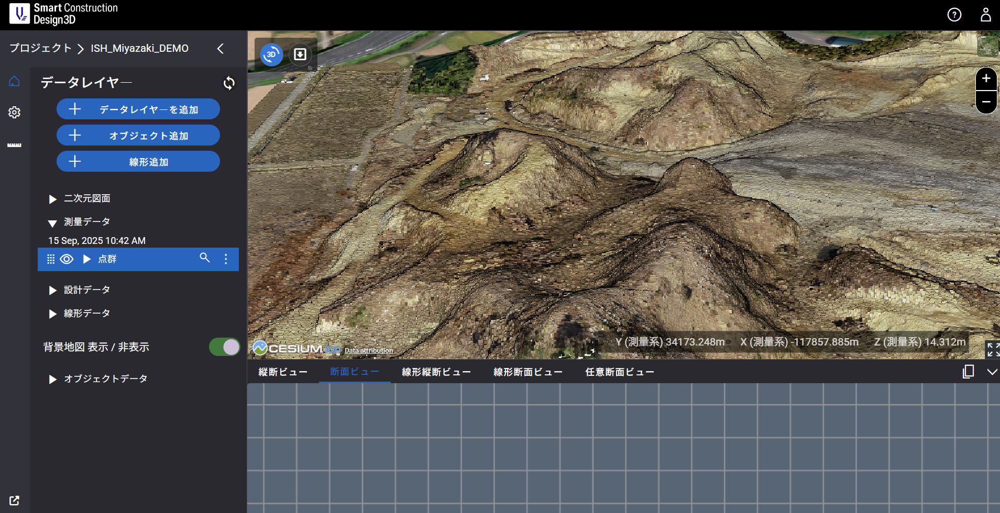 Smart Construction
Design3D
プロジェクト
ISH_Miyazaki_DEMO
データレイヤー
データレイヤーを追加
オブジェクト追加
線形追加
二次元図面
測量データ
15 Sep, 2025 10:42 AM
点群
設計データ
線形データ
背景地図 表示 / 非表示
オブジェクトデータ
3D
+
−
CESIUM ion
Data attribution
Y (測量系) 34173.248m X (測量系) -117857.885m Z (測量系) 14.312m
縦断ビュー 断面ビュー 線形縦断ビュー 線形断面ビュー 任意断面ビュー